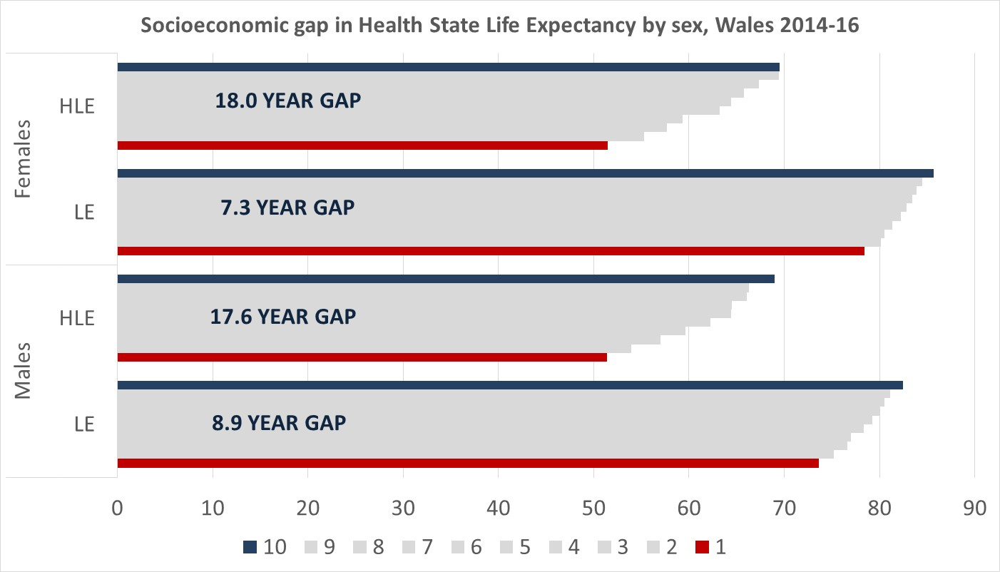 Socioeconomic gap in Health State Life Expectancy by sex, Wales 2014-16
Females
HLE
18.0 YEAR GAP
LE
7.3 YEAR GAP
Males
HLE
17.6 YEAR GAP
LE
8.9 YEAR GAP
0 10 20 30 40 50 60 70 80 90
10 9 8 7 6 5 4 3 2 1